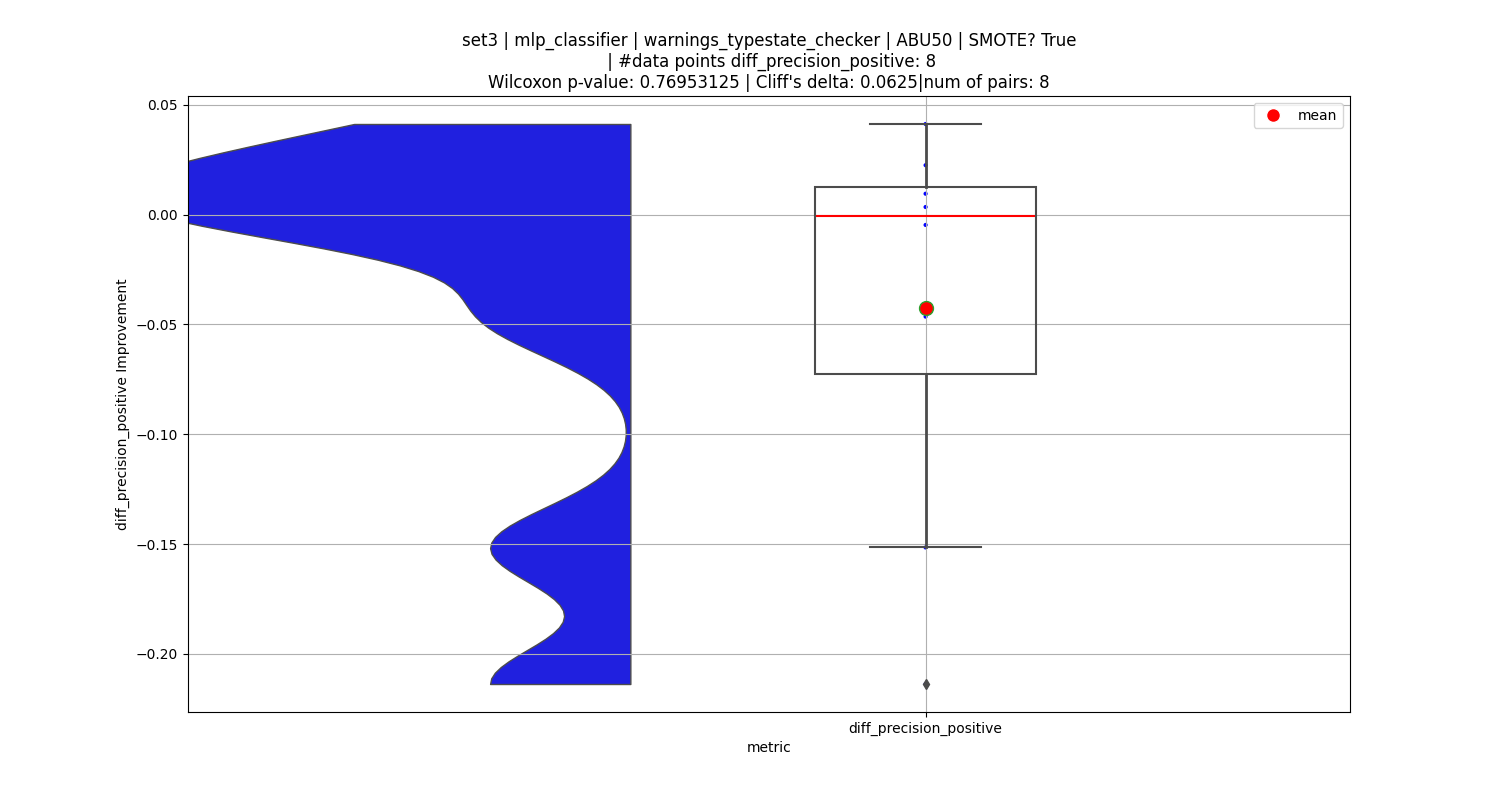 set3 | mlp_classifier | warnings_typestate_checker | ABU50 | SMOTE? True
| #data points diff_precision_positive: 8
Wilcoxon p-value: 0.76953125 | Cliff's delta: 0.0625|num of pairs: 8
mean
0.05
0.00
−0.05
−0.10
−0.15
−0.20
diff_precision_positive Improvement
diff_precision_positive
metric